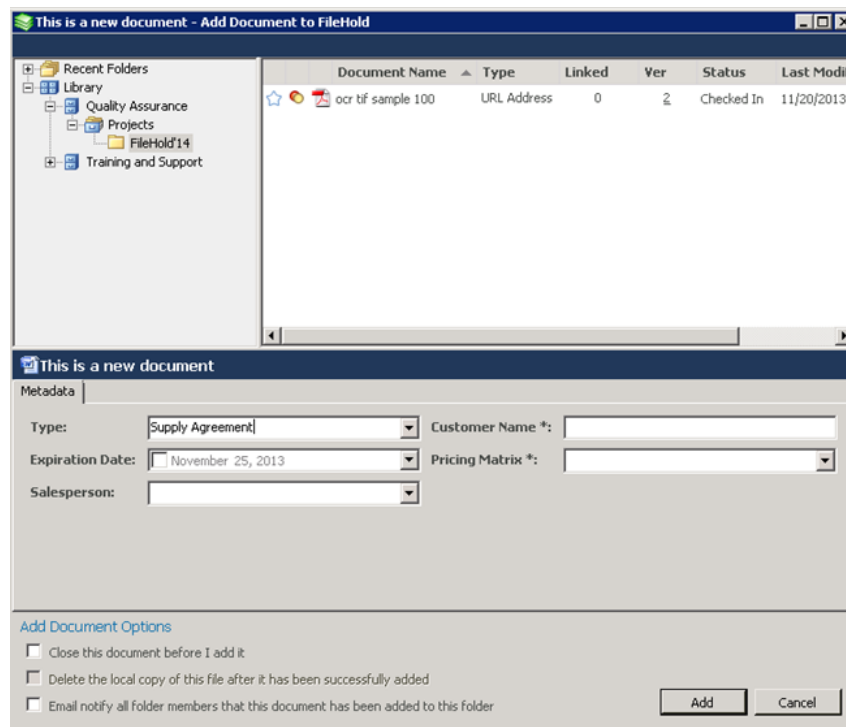 This is a new document - Add Document to FileHold
Recent Folders
Library
Quality Assurance
Projects
FileHold'14
Training and Support
Document Name Type Linked Ver Status Last Modi
ocr tif sample 100 URL Address 0 2 Checked In 11/20/2013
This is a new document
Metadata
Type: Supply Agreement Customer Name *:
Expiration Date: November 25, 2013 Pricing Matrix *:
Salesperson:
Add Document Options
Close this document before I add it
Delete the local copy of this file after it has been successfully added
Email notify all folder members that this document has been added to this folder
Add Cancel